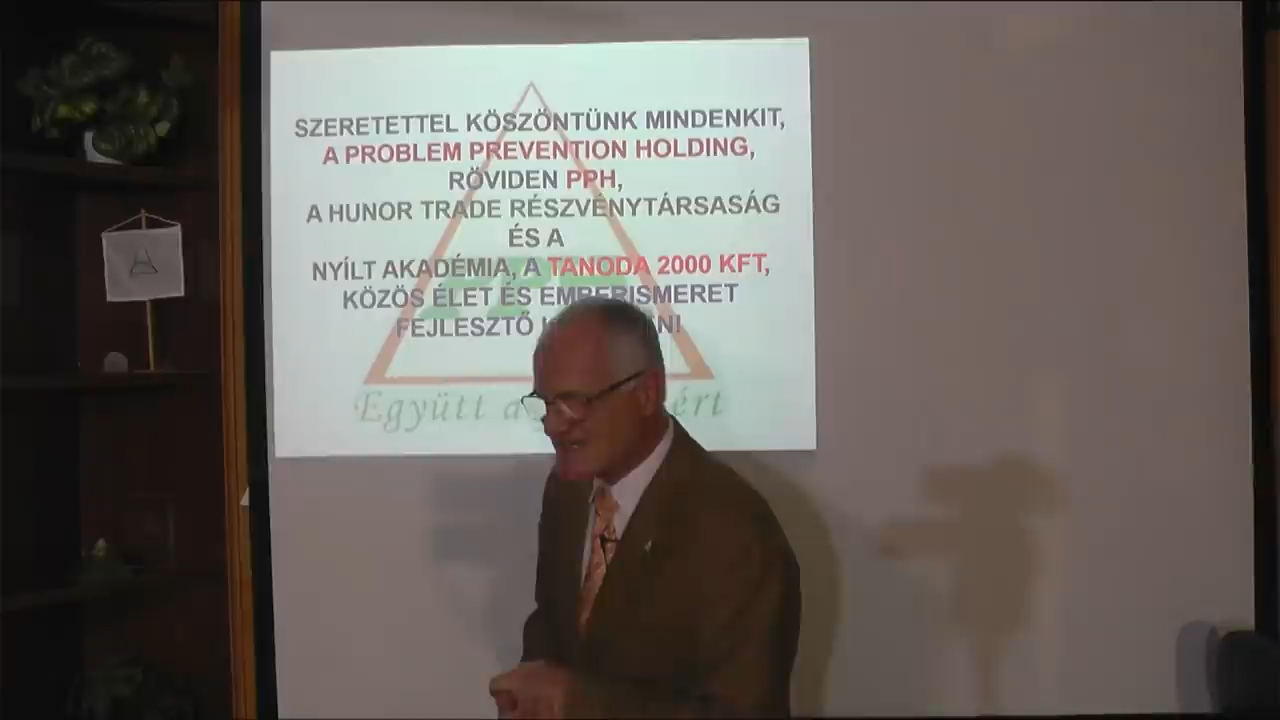 SZERETETTEL KÖSZÖNTÜNK MINDENKIT,
A PROBLEM PREVENTION HOLDING,
RÖVIDEN PPH,
A HUNOR TRADE RÉSZVÉNYTÁRSASÁG
ÉS A
NYÍLT AKADÉMIA, A TANODA 2000 KFT,
KÖZÖS ÉLET ÉS EMBERISMERET
FEJLESZTŐ
Együtt